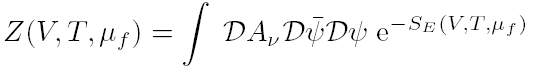 Z(V, T, μ_f) = ∫ 𝒟A_ν 𝒟ψ̄ 𝒟ψ e^{−S_E(V,T,μ_f)}